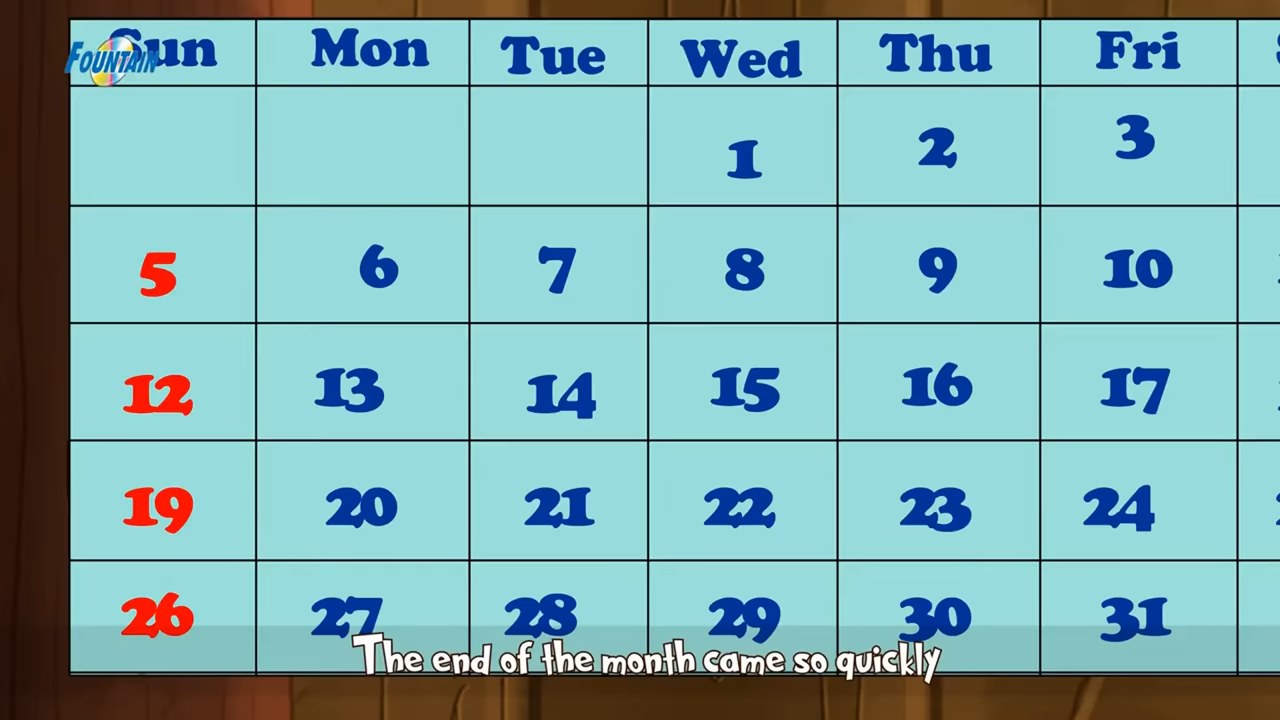 FOUNTAIN
Sun Mon Tue Wed Thu Fri
1 2 3
5 6 7 8 9 10
12 13 14 15 16 17
19 20 21 22 23 24
26 27 28 29 30 31
The end of the month came so quickly